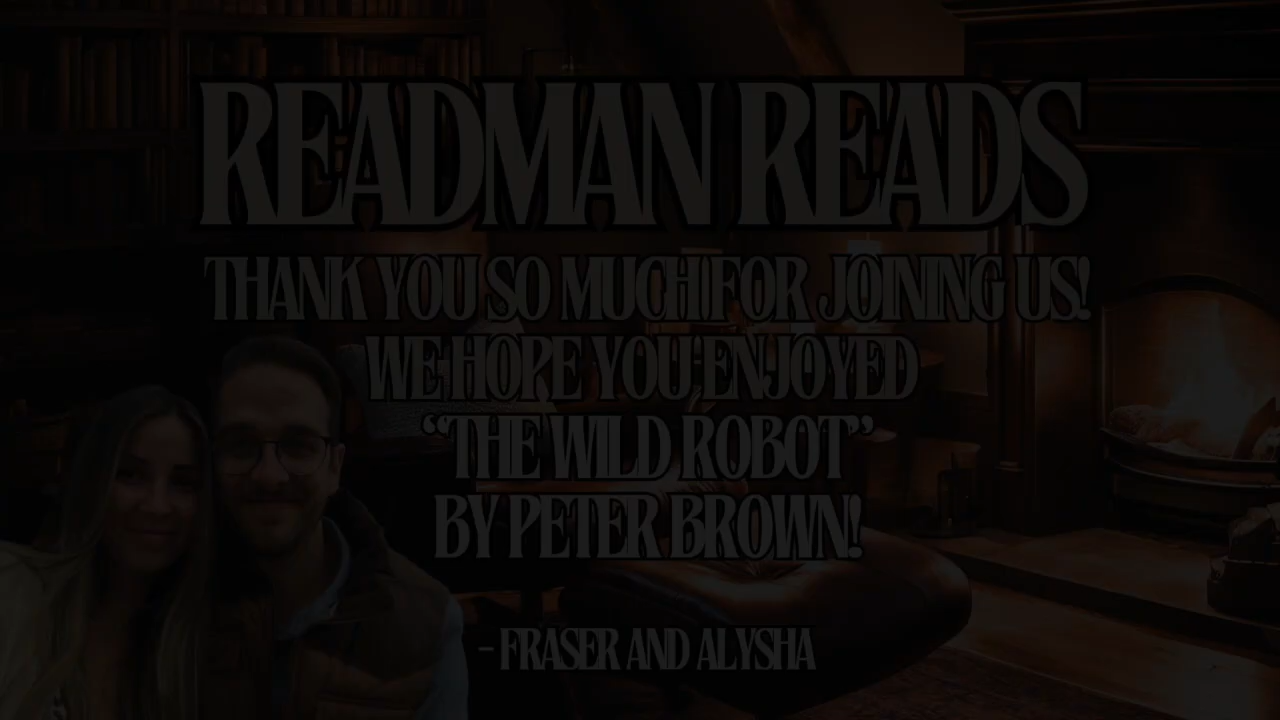 READMAN READS
THANK YOU SO MUCH FOR JOINING US!
WE HOPE YOU ENJOYED
“THE WILD ROBOT”
BY PETER BROWN!
- FRASER AND ALYSHA